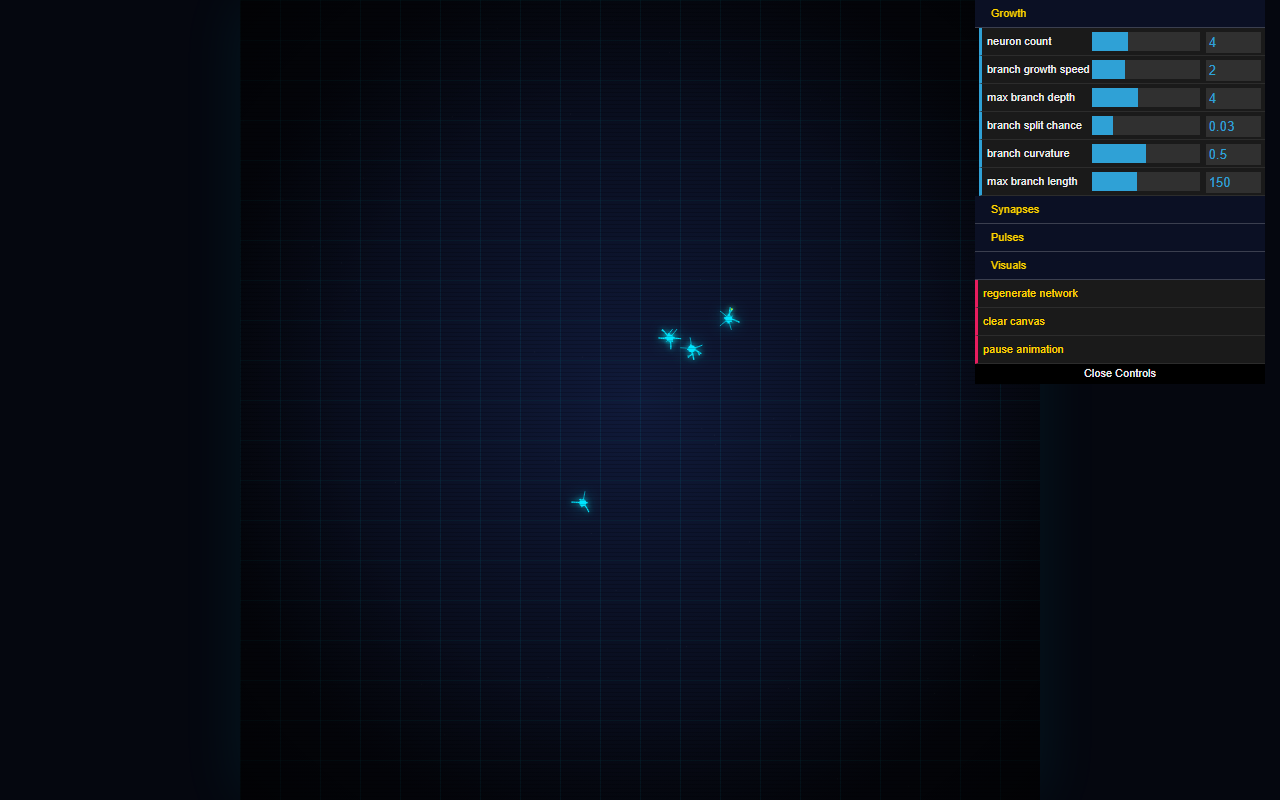 Growth
neuron count 4
branch growth speed 2
max branch depth 4
branch split chance 0.03
branch curvature 0.5
max branch length 150
Synapses
Pulses
Visuals
regenerate network
clear canvas
pause animation
Close Controls